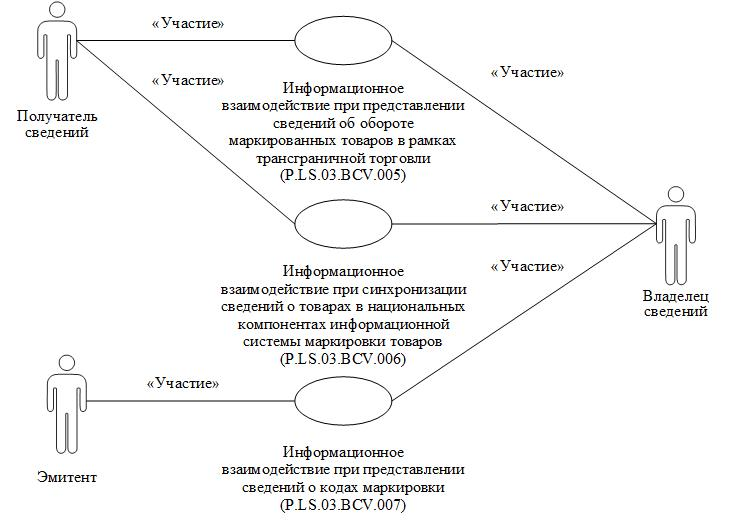 «Участие»
«Участие»
«Участие»
Получатель
сведений
Информационное
взаимодействие при представлении
сведений об обороте
маркированных товаров в рамках
трансграничной торговли
(P.LS.03.BCV.005)
«Участие»
«Участие»
Владелец
сведений
Информационное
взаимодействие при синхронизации
сведений о товарах в национальных
компонентах информационной
системы маркировки товаров
(P.LS.03.BCV.006)
«Участие»
Эмитент
Информационное
взаимодействие при представлении
сведений о кодах маркировки
(P.LS.03.BCV.007)